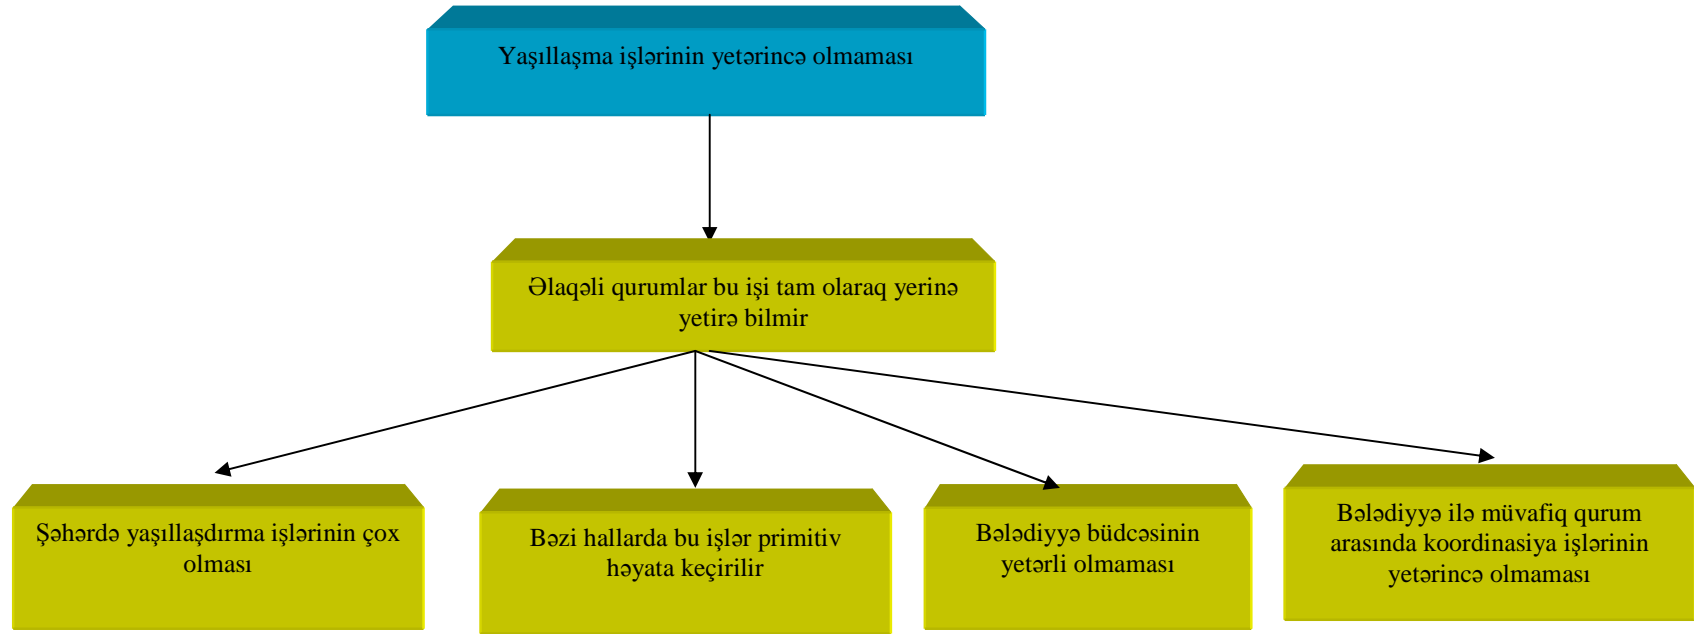 Yaşıllaşma işlərinin yetərincə olmaması
Əlaqəli qurumlar bu işi tam olaraq yerinə
yetirə bilmir
Şəhərdə yaşıllaşdırma işlərinin çox
olması
Bəzi hallarda bu işlər primitiv
həyata keçirilir
Bələdiyyə büdcəsinin
yetərli olmaması
Bələdiyyə ilə müvafiq qurum
arasında koordinasiya işlərinin
yetərincə olmaması